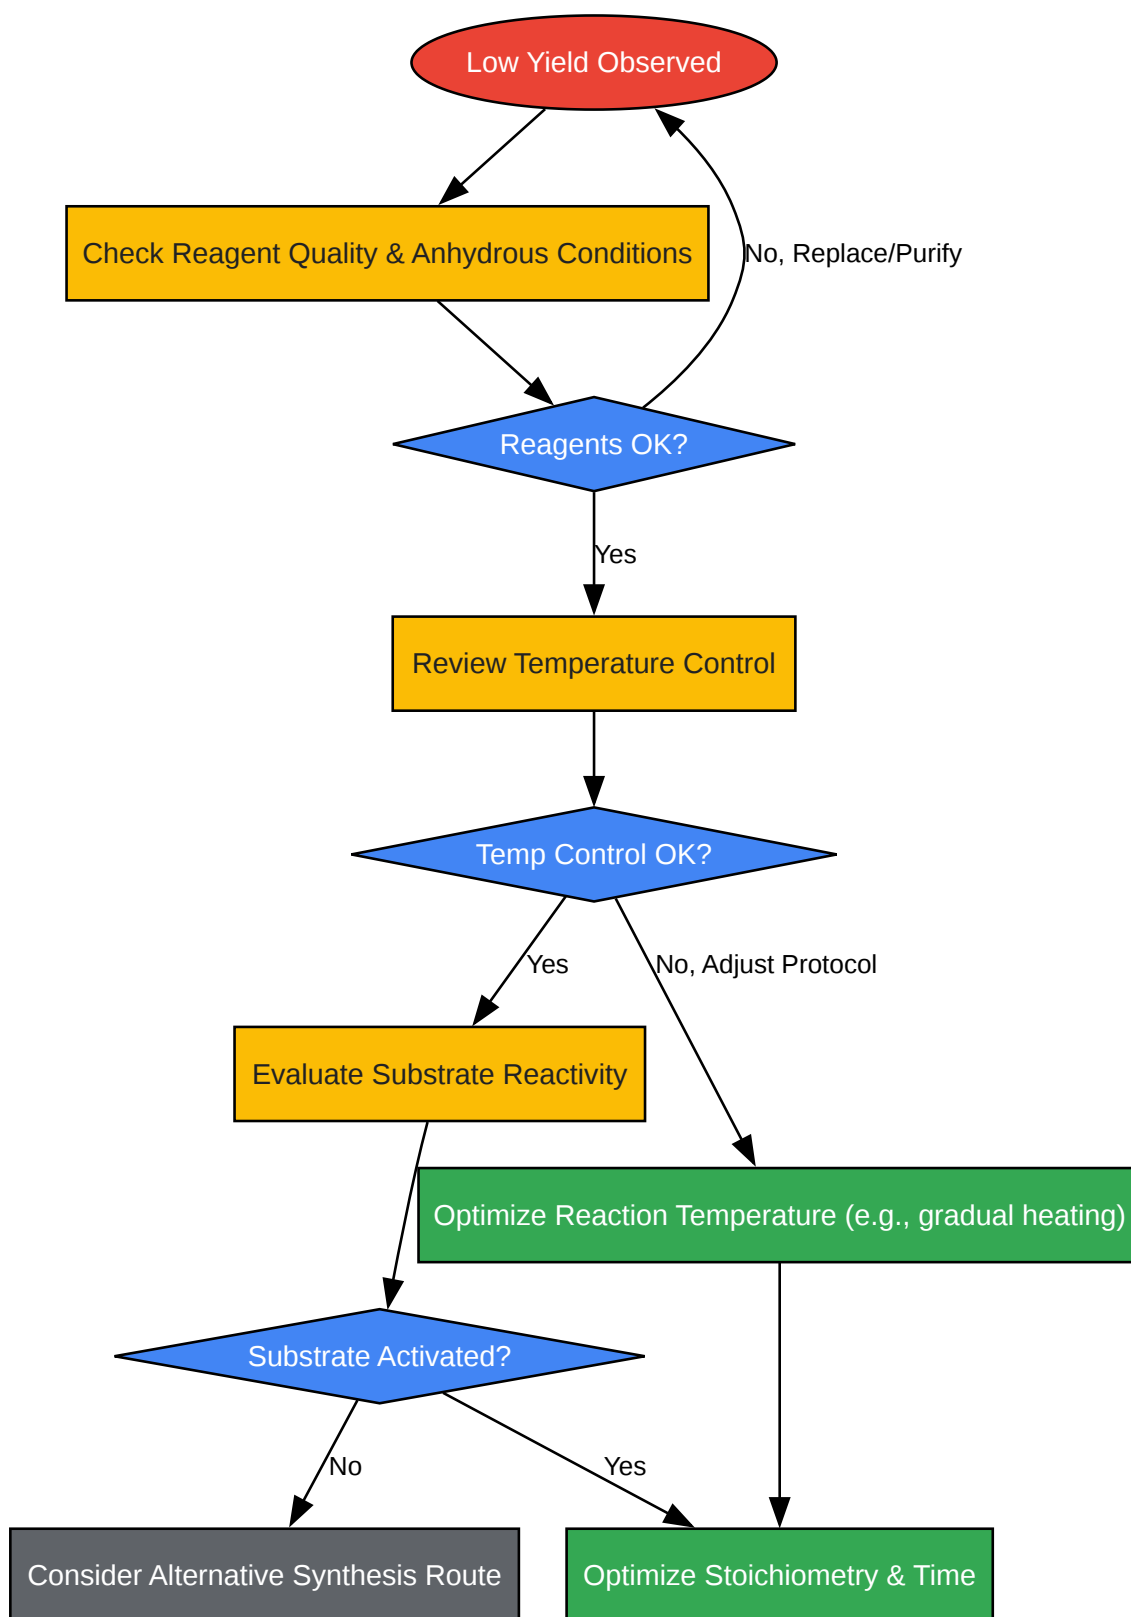 Low Yield Observed
Check Reagent Quality & Anhydrous Conditions
No, Replace/Purify
Reagents OK?
Yes
Review Temperature Control
Temp Control OK?
Yes
No, Adjust Protocol
Evaluate Substrate Reactivity
Optimize Reaction Temperature (e.g., gradual heating)
Substrate Activated?
No
Yes
Consider Alternative Synthesis Route
Optimize Stoichiometry & Time